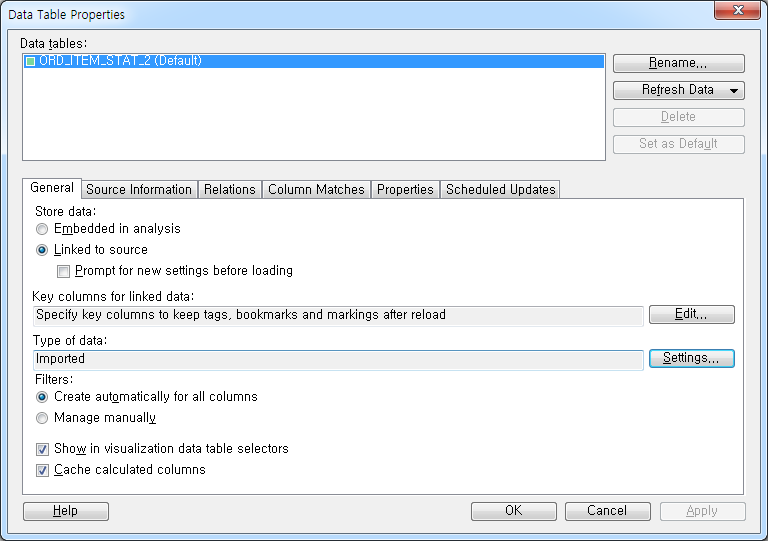 Data Table Properties
Data tables:
ORD_ITEM_STAT_2 (Default)
Rename...
Refresh Data
Delete
Set as Default
General Source Information Relations Column Matches Properties Scheduled Updates
Store data:
Embedded in analysis
Linked to source
Prompt for new settings before loading
Key columns for linked data:
Specify key columns to keep tags, bookmarks and markings after reload
Edit...
Type of data:
Imported
Settings...
Filters:
Create automatically for all columns
Manage manually
Show in visualization data table selectors
Cache calculated columns
Help OK Cancel Apply